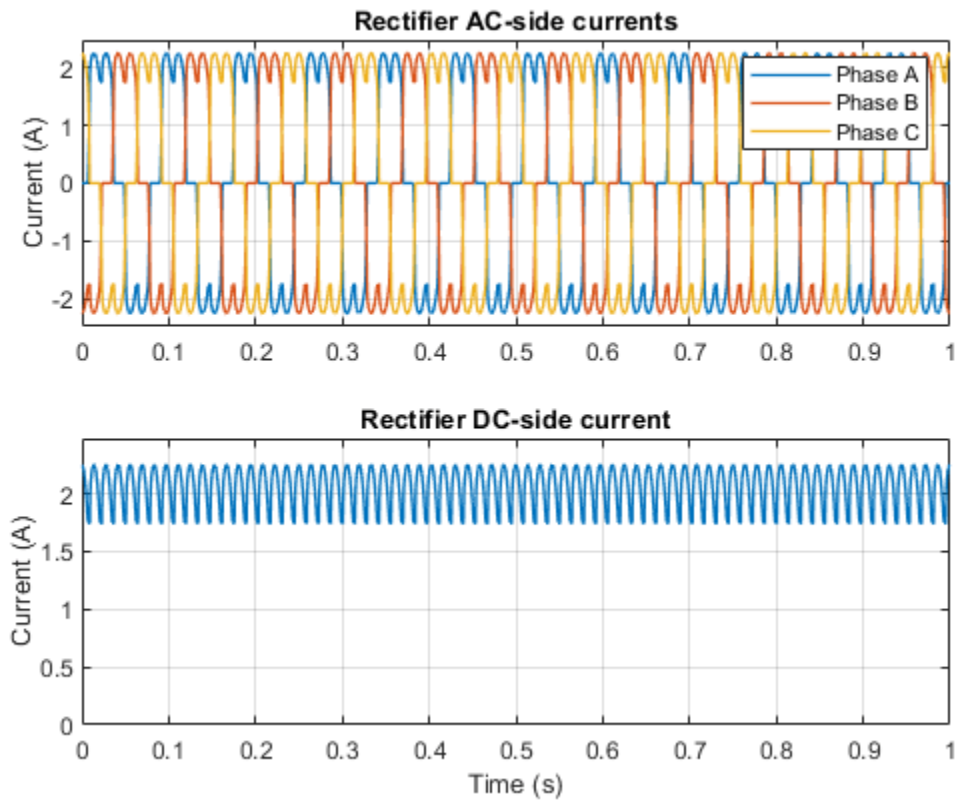 Rectifier AC-side currents
2
1
0
-1
-2
Current (A)
Phase A
Phase B
Phase C
0 0.1 0.2 0.3 0.4 0.5 0.6 0.7 0.8 0.9 1
Rectifier DC-side current
2
1.5
1
0.5
0
Current (A)
0 0.1 0.2 0.3 0.4 0.5 0.6 0.7 0.8 0.9 1
Time (s)